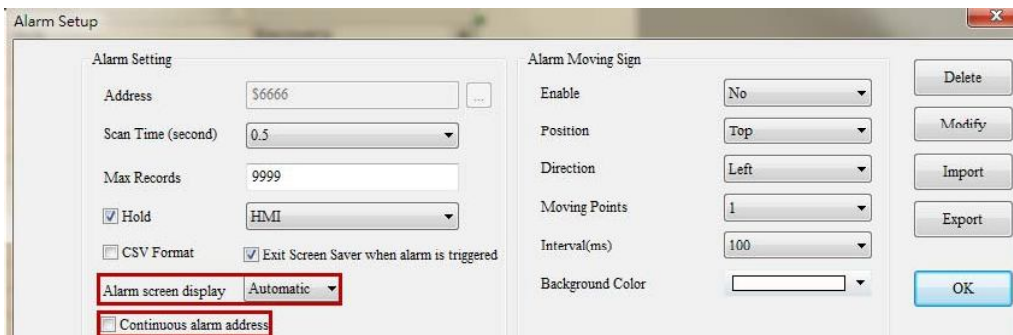 Alarm Setup
Alarm Setting
Address
$6666
...
Scan Time (second)
0.5
Max Records
9999
Hold
HMI
CSV Format
Exit Screen Saver when alarm is triggered
Alarm screen display
Automatic
Continuous alarm address
Alarm Moving Sign
Enable
No
Position
Top
Direction
Left
Moving Points
1
Interval(ms)
100
Background Color
Delete
Modify
Import
Export
OK